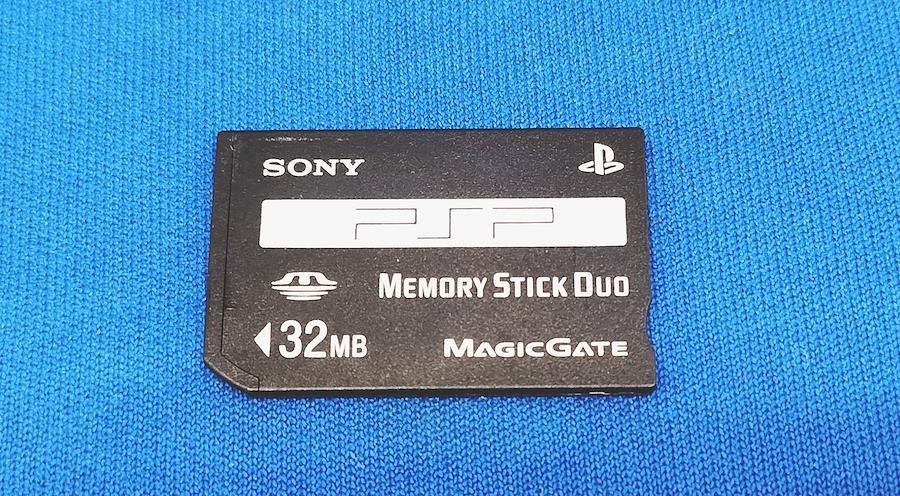 SONY
PSP
MEMORY STICK DUO
32MB
MAGICGATE